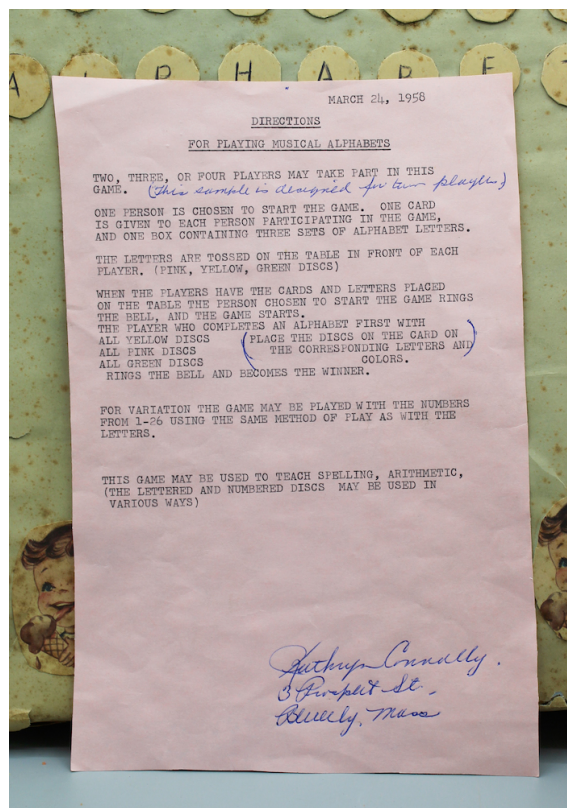 A L P H A B E T
MARCH 24, 1958
DIRECTIONS
FOR PLAYING MUSICAL ALPHABETS
TWO, THREE, OR FOUR PLAYERS MAY TAKE PART IN THIS
GAME. (This sample is designed for two players)
ONE PERSON IS CHOSEN TO START THE GAME. ONE CARD
IS GIVEN TO EACH PERSON PARTICIPATING IN THE GAME,
AND ONE BOX CONTAINING THREE SETS OF ALPHABET LETTERS.
THE LETTERS ARE TOSSED ON THE TABLE IN FRONT OF EACH
PLAYER. (PINK, YELLOW, GREEN DISCS)
WHEN THE PLAYERS HAVE THE CARDS AND LETTERS PLACED
ON THE TABLE THE PERSON CHOSEN TO START THE GAME RINGS
THE BELL, AND THE GAME STARTS.
THE PLAYER WHO COMPLETES AN ALPHABET FIRST WITH
ALL YELLOW DISCS (PLACE THE DISCS ON THE CARD ON
ALL PINK DISCS THE CORRESPONDING LETTERS AND)
ALL GREEN DISCS COLORS.
RINGS THE BELL AND BECOMES THE WINNER.
FOR VARIATION THE GAME MAY BE PLAYED WITH THE NUMBERS
FROM 1-26 USING THE SAME METHOD OF PLAY AS WITH THE
LETTERS.
THIS GAME MAY BE USED TO TEACH SPELLING, ARITHMETIC,
(THE LETTERED AND NUMBERED DISCS MAY BE USED IN
VARIOUS WAYS)
Kathryn Connolly.
3 Prospect St.,
Beverly, Mass